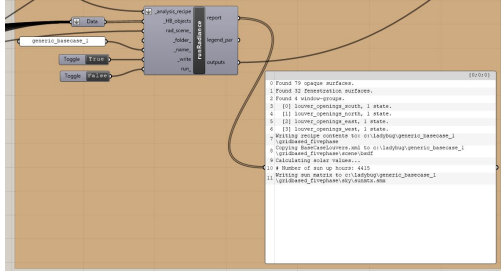 _analysis_recipe
Data
_HB_objects
report
rad_scene_
generic_basecase_1
_folder_
runRadiance
legend_par
_name_
Toggle True
_write
outputs
Toggle False
run_
{0;0;0}
0 Found 79 opaque surfaces.
1 Found 32 fenestration surfaces.
2 Found 4 window-groups.
3 [0] louver_openings_south, 1 state.
4 [1] louver_openings_north, 1 state.
5 [2] louver_openings_east, 1 state.
6 [3] louver_openings_west, 1 state.
7 Writing recipe contents to: c:\ladybug\generic_basecase_1
\gridbased_fivephase
8 Copying BaseCaseLouvers.xml to c:\ladybug\generic_basecase_1
\gridbased_fivephase\scene\bsdf
9 Calculating solar values...
10 # Number of sun up hours: 4415
11 Writing sun matrix to c:\ladybug\generic_basecase_1
\gridbased_fivephase\sky\sunmtx.smx